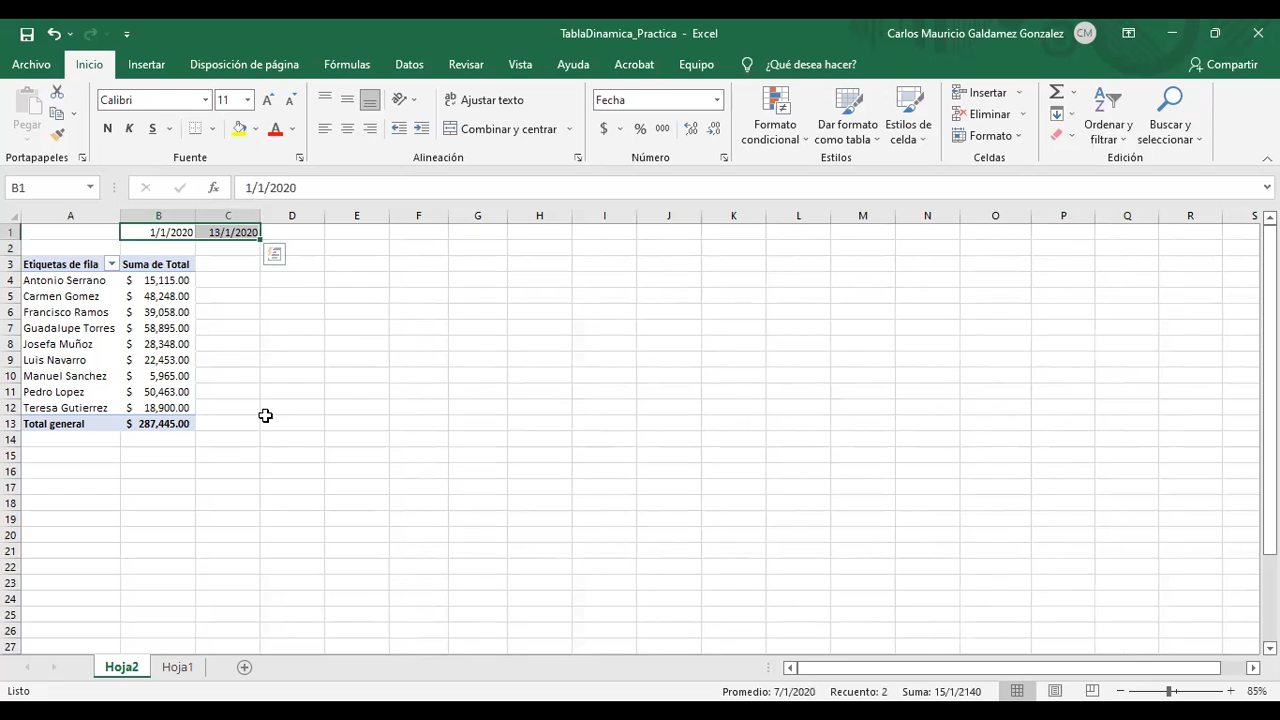 TablaDinamica_Practica - Excel
Carlos Mauricio Galdamez Gonzalez CM
Archivo Inicio Insertar Disposición de página Fórmulas Datos Revisar Vista Ayuda Acrobat Equipo ¿Qué desea hacer? Compartir
Pegar
Calibri 11
N K S
Ajustar texto
Combinar y centrar
Fecha
$ % 000
Formato condicional
Dar formato como tabla
Estilos de celda
Insertar
Eliminar
Formato
Ordenar y filtrar
Buscar y seleccionar
Portapapeles Fuente Alineación Número Estilos Celdas Edición
B1 fx 1/1/2020
A B C D E F G H I J K L M N O P Q R S
1 1/1/2020 13/1/2020
2
3 Etiquetas de fila Suma de Total
4 Antonio Serrano $ 15,115.00
5 Carmen Gomez $ 48,248.00
6 Francisco Ramos $ 39,058.00
7 Guadalupe Torres $ 58,895.00
8 Josefa Muñoz $ 28,348.00
9 Luis Navarro $ 22,453.00
10 Manuel Sanchez $ 5,965.00
11 Pedro Lopez $ 50,463.00
12 Teresa Gutierrez $ 18,900.00
13 Total general $ 287,445.00
14
15
16
17
18
19
20
21
22
23
24
25
26
27
Hoja2 Hoja1
Listo Promedio: 7/1/2020 Recuento: 2 Suma: 15/1/2140 85%